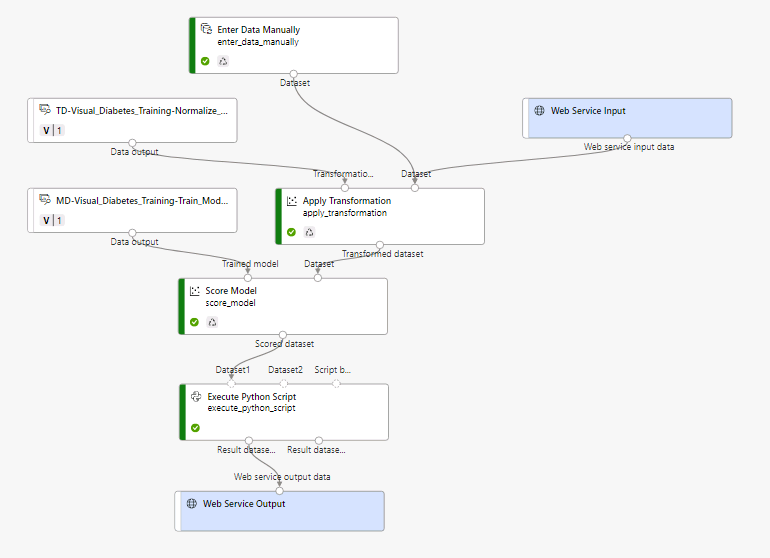 Enter Data Manually
enter_data_manually
Dataset
TD-Visual_Diabetes_Training-Normalize_...
V | 1
Data output
Web Service Input
Web service input data
Transformatio...
Dataset
MD-Visual_Diabetes_Training-Train_Mod...
V | 1
Data output
Apply Transformation
apply_transformation
Transformed dataset
Trained model
Dataset
Score Model
score_model
Scored dataset
Dataset1
Dataset2
Script b...
Execute Python Script
execute_python_script
Result datase...
Result datase...
Web service output data
Web Service Output